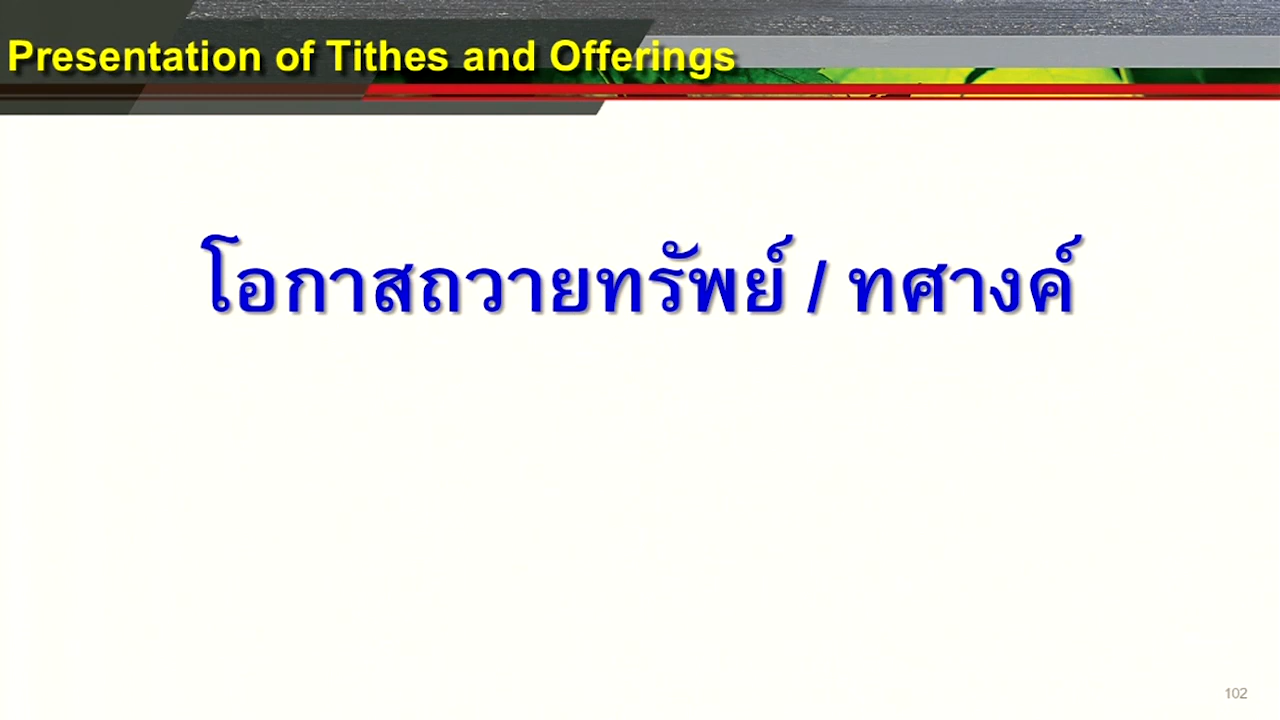 Presentation of Tithes and Offerings
โอกาสถวายทรัพย์ / ทศางค์
102